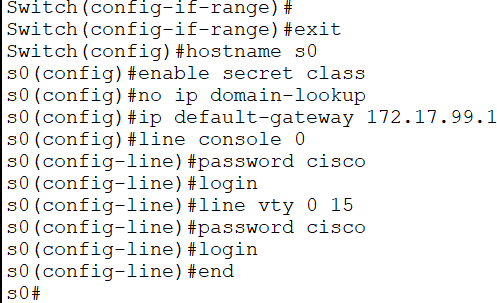 Switch(config-if-range)#
Switch(config-if-range)#exit
Switch(config)#hostname s0
s0(config)#enable secret class
s0(config)#no ip domain-lookup
s0(config)#ip default-gateway 172.17.99.1
s0(config)#line console 0
s0(config-line)#password cisco
s0(config-line)#login
s0(config-line)#line vty 0 15
s0(config-line)#password cisco
s0(config-line)#login
s0(config-line)#end
s0#